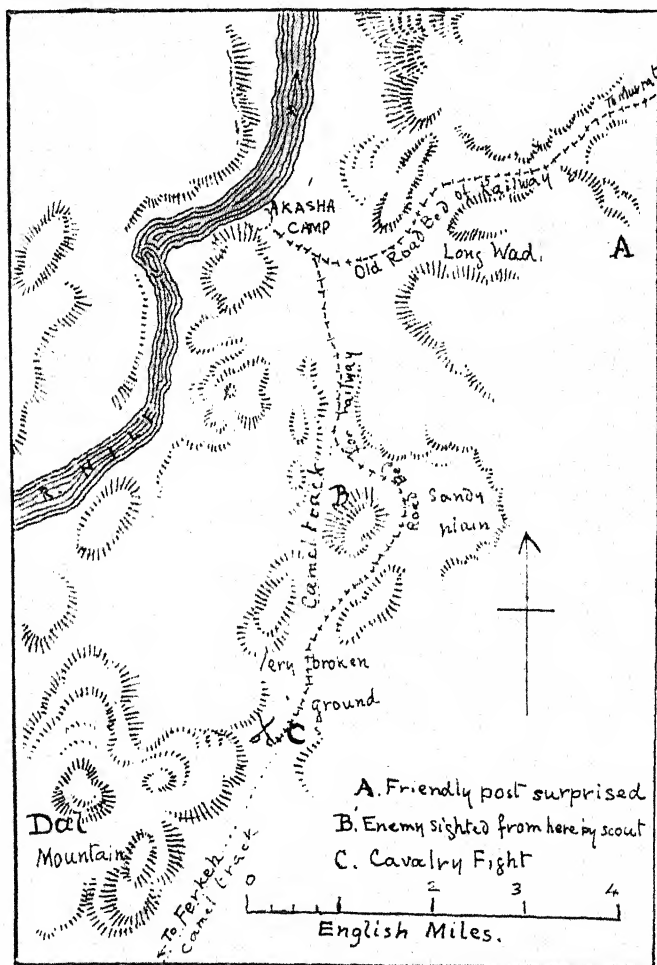 To Murrat
AKASHA
CAMP
Old Road Bed of Railway
A
Long Wad.
R. NILE
Camel track
for railway
Road
B
Sandy
plain
Very broken
ground
C
Dal
Mountain
To Ferkeh
Camel track
A. Friendly post surprised
B. Enemy sighted from here by scout
C. Cavalry Fight
0 2 3 4
English Miles.